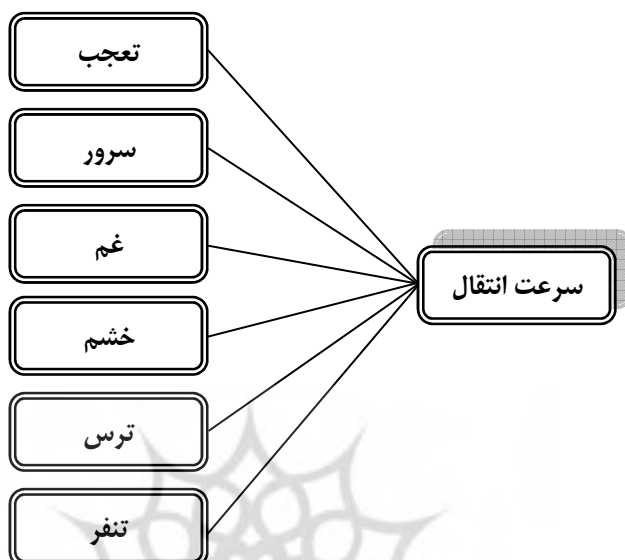 تعجب
سرور
غم
سرعت انتقال
خشم
ترس
تنفر